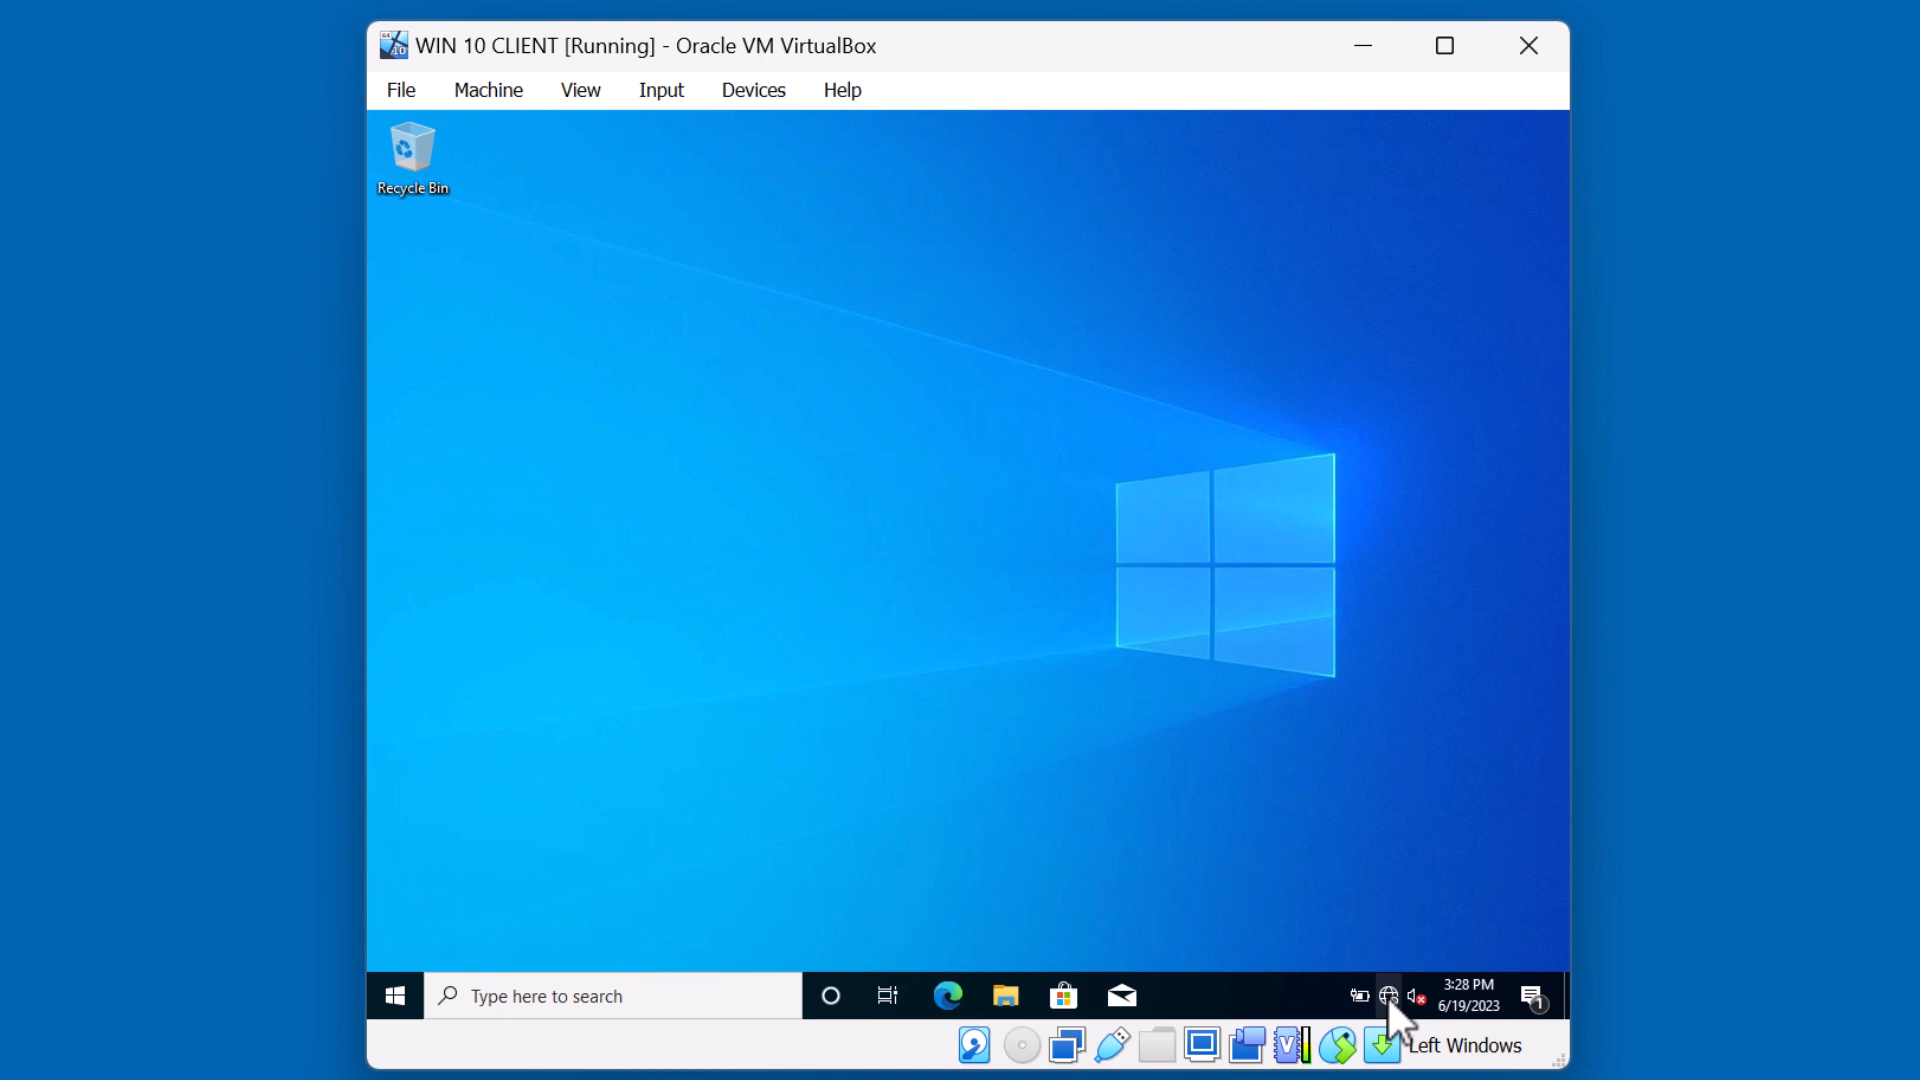 WIN 10 CLIENT [Running] - Oracle VM VirtualBox
File Machine View Input Devices Help
Recycle Bin
Type here to search
3:28 PM
6/19/2023
1
Left Windows